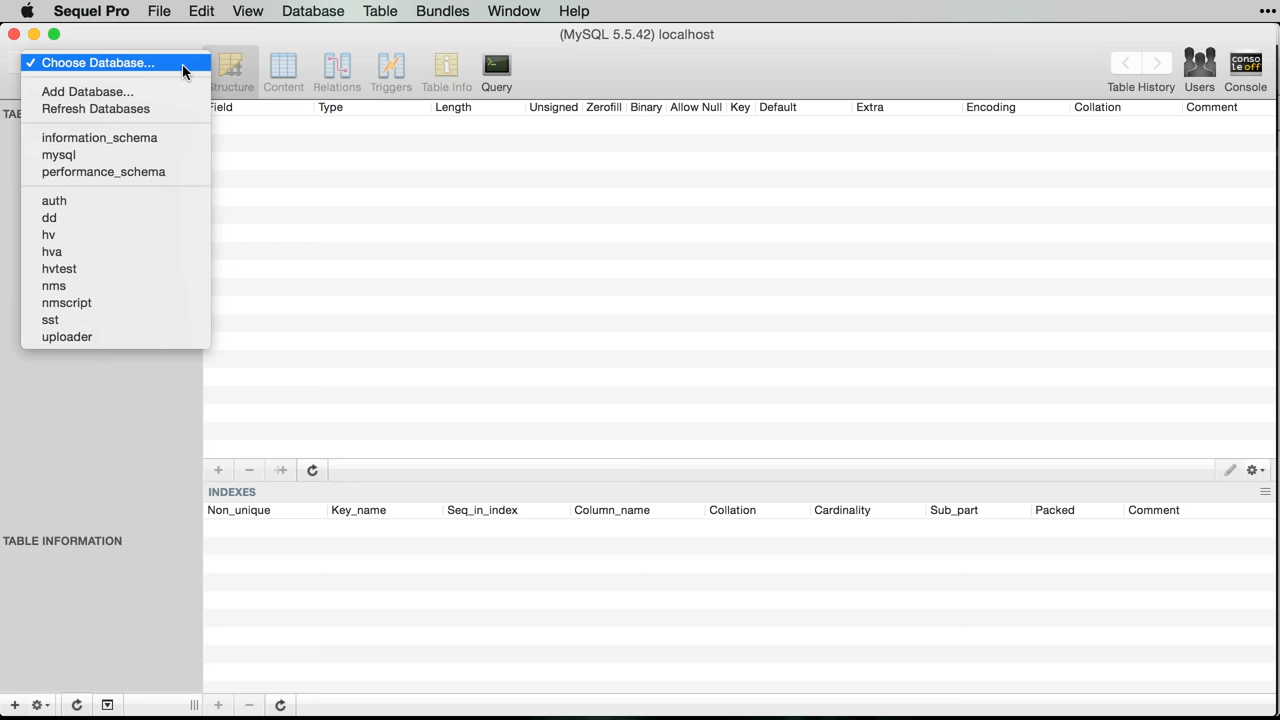 Sequel Pro File Edit View Database Table Bundles Window Help
(MySQL 5.5.42) localhost
✓ Choose Database...
Add Database...
Refresh Databases
information_schema
mysql
performance_schema
auth
dd
hv
hva
hvtest
nms
nmscript
sst
uploader
Content Relations Triggers Table Info Query
Table History Users Console
conso
le off
Type Length Unsigned Zerofill Binary Allow Null Key Default Extra Encoding Collation Comment
INDEXES
Non_unique Key_name Seq_in_index Column_name Collation Cardinality Sub_part Packed Comment
TABLE INFORMATION